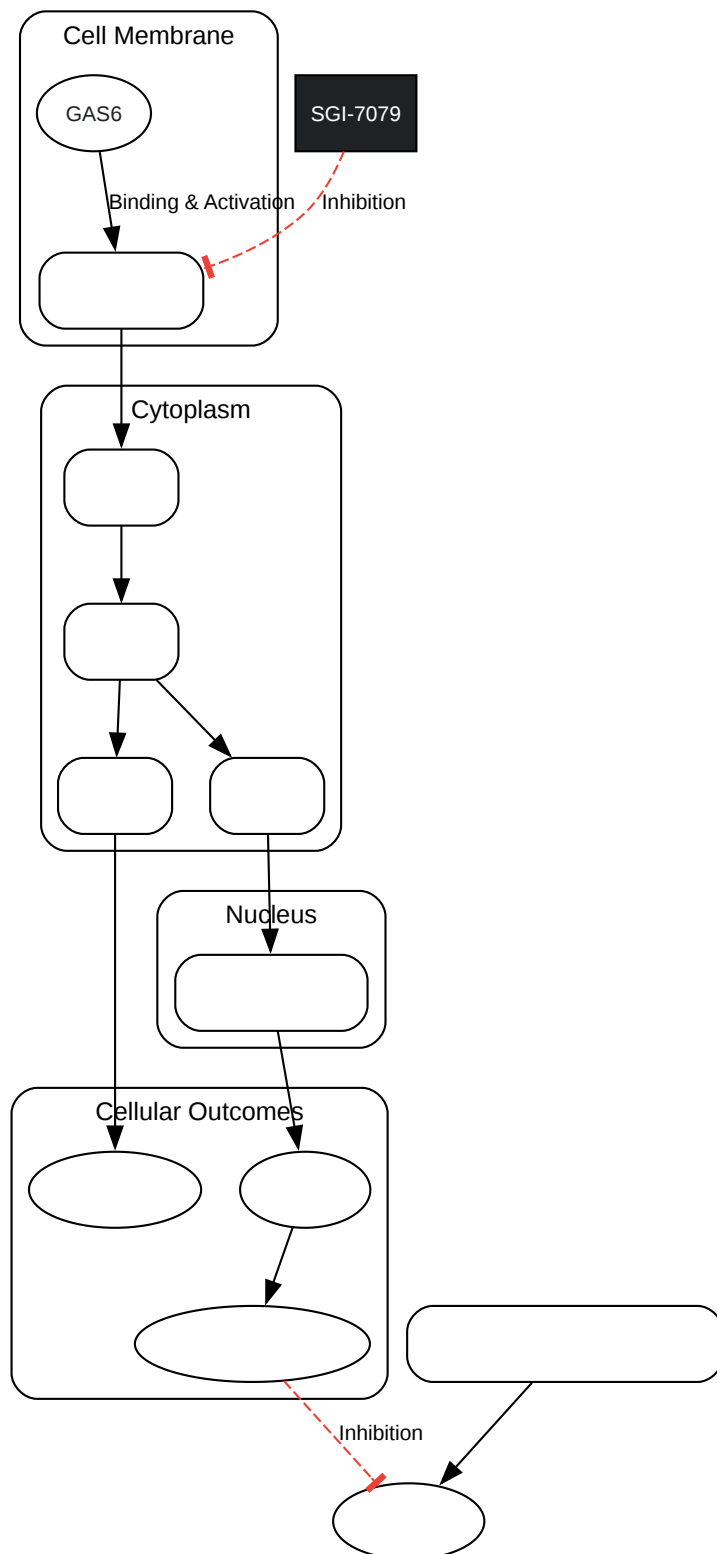 Cell Membrane
GAS6
SGI-7079
Binding & Activation
Inhibition
Cytoplasm
Nucleus
Cellular Outcomes
Inhibition